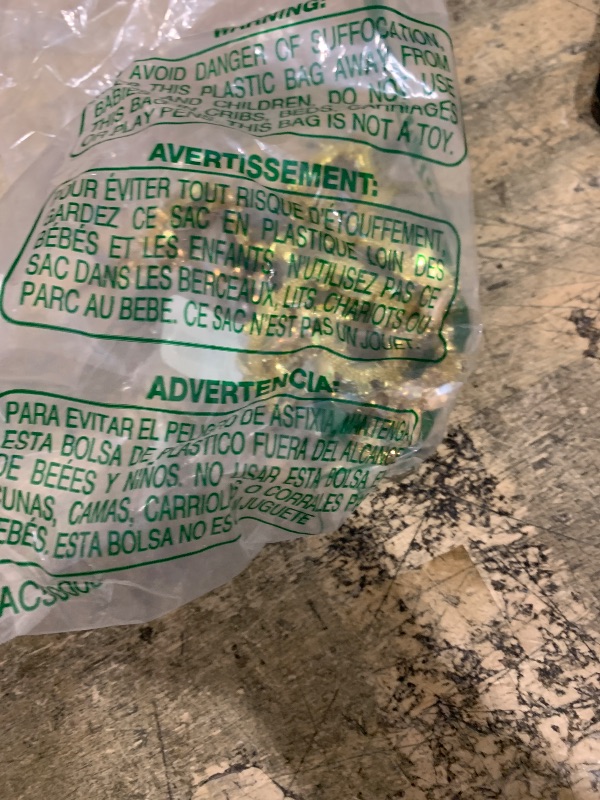 WARNING:
AVOID DANGER OF SUFFOCATION,
THIS PLASTIC BAG AWAY FROM
BABIES AND CHILDREN. DO NOT USE
THIS BAG CRIBS, BEDS, CARRIAGES
OR PLAY PENS. THIS BAG IS NOT A TOY.
AVERTISSEMENT:
POUR ÉVITER TOUT RISQUE D'ÉTOUFFEMENT,
GARDEZ CE SAC EN PLASTIQUE LOIN DES
BÉBÉS ET LES ENFANTS. N'UTILISEZ PAS CE
SAC DANS LES BERCEAUX, LITS, CHARIOTS OU
PARC AU BEBE. CE SAC N'EST PAS UN JOUET.
ADVERTENCIA:
PARA EVITAR EL PELIGRO DE ASFIXIA, MANTENGA
ESTA BOLSA DE PLASTICO FUERA DEL ALCANCE
DE BEÉES Y NINOS. NO USAR ESTA BOLSA
CUNAS, CAMAS, CARRIOL O CORRALES
BEBÉS. ESTA BOLSA NO ES JUGUETE